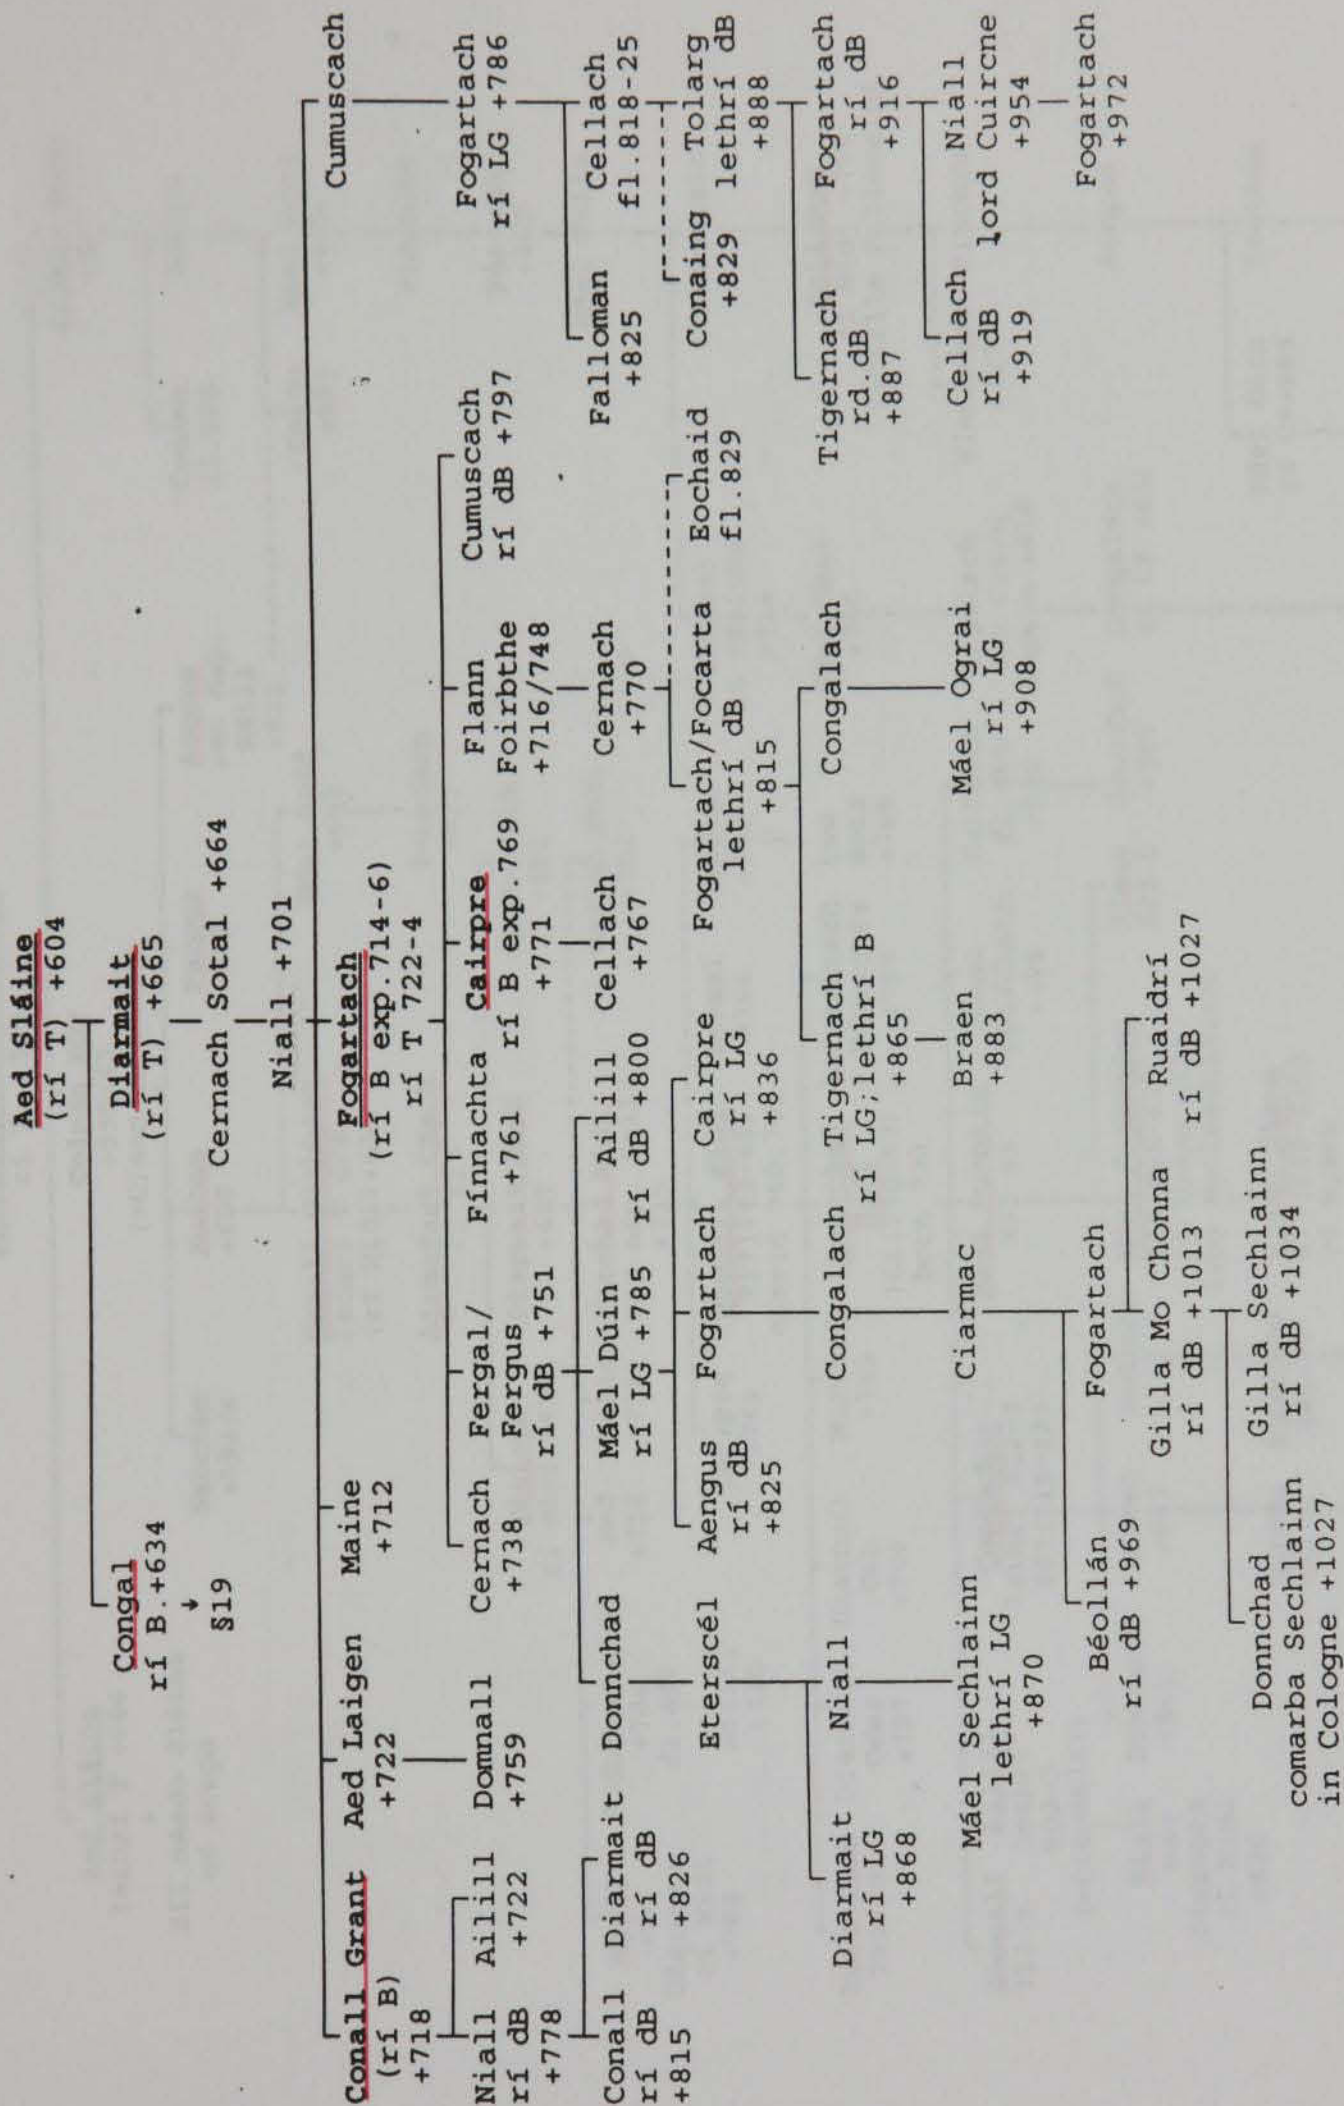 Aed Sláine
(rí T) +604
Congal
rí B.+634
§19
Diarmait
(rí T) +665
Cernach Sotal +664
Niall +701
Conall Grant
(rí B)
+718
Aed Laigen
+722
Maine
+712
Fogartach
(rí B exp.714-6)
rí T 722-4
Cumuscach
Niall
rí dB
+778
Ailill
+722
Domnall
+759
Cernach
+738
Fergal/
Fergus
rí dB +751
Fínnachta
+761
Cairpre
rí B exp.769
+771
Flann
Foirbthe
+716/748
Cumuscach
rí dB +797
Fogartach
rí LG +786
Conall
rí dB
+815
Diarmait
rí dB
+826
Donnchad
Máel Dúin
rí LG +785
Ailill
rí dB +800
Cellach
+767
Cernach
+770
Falloman
+825
Cellach
fl.818-25
Eterscél
Aengus
rí dB
+825
Fogartach
Cairpre
rí LG
+836
Fogartach/Focarta
lethrí dB
+815
Eochaid
fl.829
Conaing
+829
Tolarg
lethrí dB
+888
Diarmait
rí LG
+868
Niall
Congalach
Tigernach
rí LG;lethrí B
+865
Congalach
Tigernach
rd.dB
+887
Fogartach
rí dB
+916
Máel Sechlainn
lethrí LG
+870
Ciarmac
Braen
+883
Máel Ograi
rí LG
+908
Cellach
rí dB
+919
Niall
lord Cuircne
+954
Béollán
rí dB +969
Fogartach
Fogartach
+972
Gilla Mo Chonna
rí dB +1013
Ruaidrí
rí dB +1027
Donnchad
comarba Sechlainn
in Cologne +1027
Gilla Sechlainn
rí dB +1034